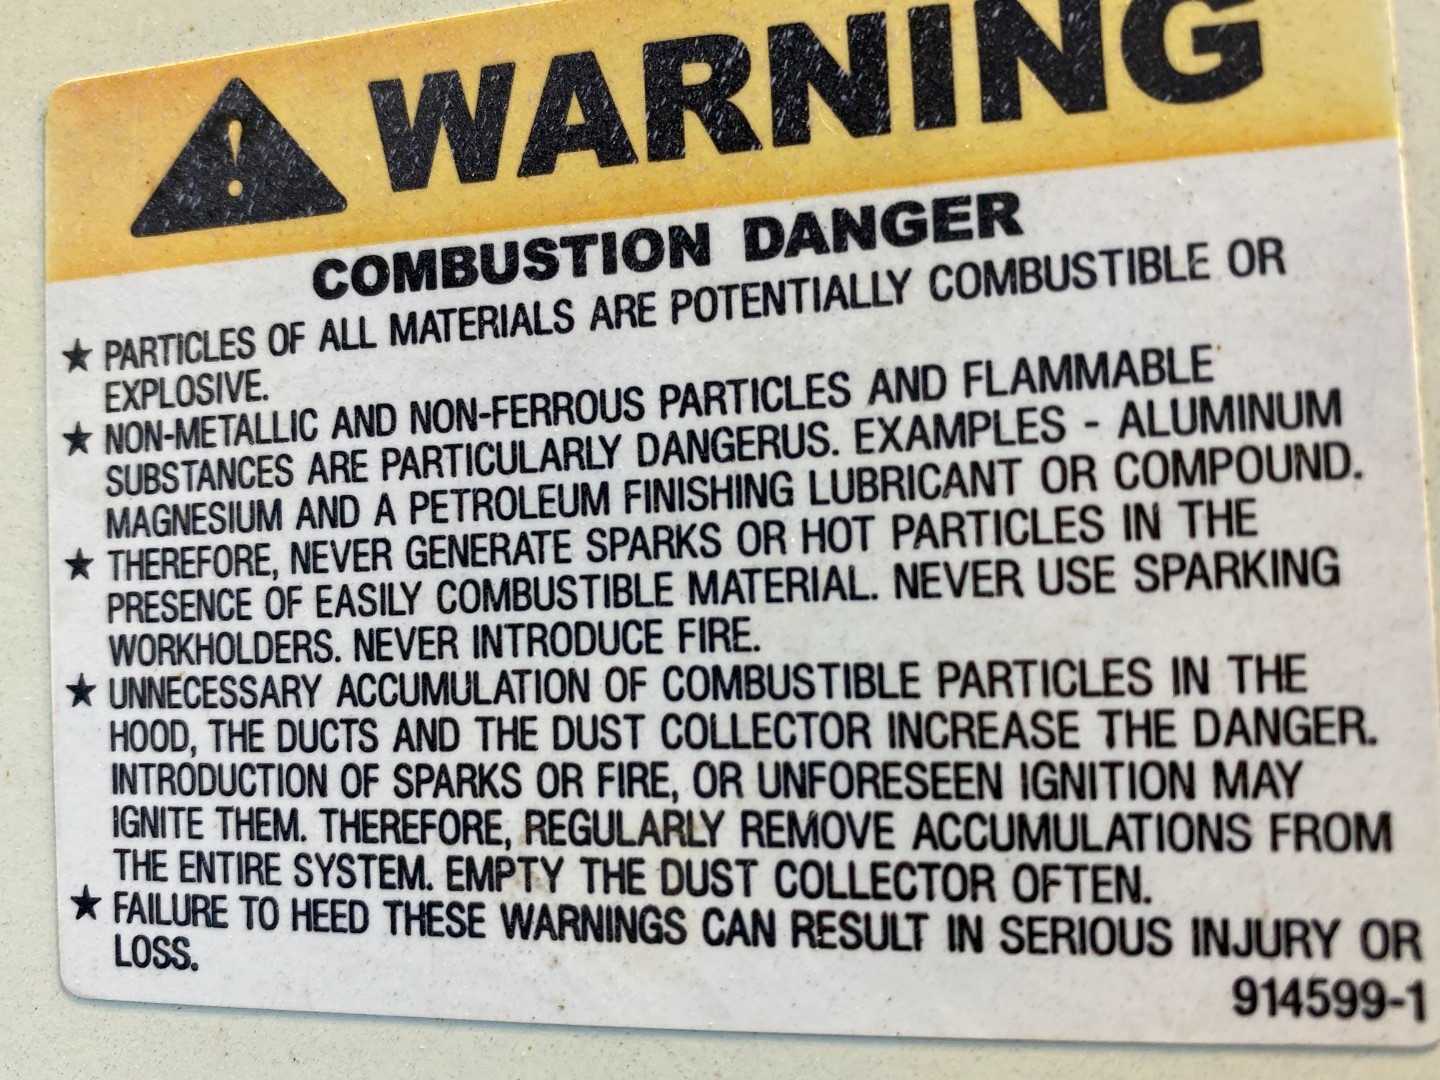 ! WARNING
COMBUSTION DANGER
★ PARTICLES OF ALL MATERIALS ARE POTENTIALLY COMBUSTIBLE OR
EXPLOSIVE.
★ NON-METALLIC AND NON-FERROUS PARTICLES AND FLAMMABLE
SUBSTANCES ARE PARTICULARLY DANGERUS. EXAMPLES - ALUMINUM
MAGNESIUM AND A PETROLEUM FINISHING LUBRICANT OR COMPOUND.
★ THEREFORE, NEVER GENERATE SPARKS OR HOT PARTICLES IN THE
PRESENCE OF EASILY COMBUSTIBLE MATERIAL. NEVER USE SPARKING
WORKHOLDERS. NEVER INTRODUCE FIRE.
★ UNNECESSARY ACCUMULATION OF COMBUSTIBLE PARTICLES IN THE
HOOD, THE DUCTS AND THE DUST COLLECTOR INCREASE THE DANGER.
INTRODUCTION OF SPARKS OR FIRE, OR UNFORESEEN IGNITION MAY
IGNITE THEM. THEREFORE, REGULARLY REMOVE ACCUMULATIONS FROM
THE ENTIRE SYSTEM. EMPTY THE DUST COLLECTOR OFTEN.
★ FAILURE TO HEED THESE WARNINGS CAN RESULT IN SERIOUS INJURY OR
LOSS.
914599-1